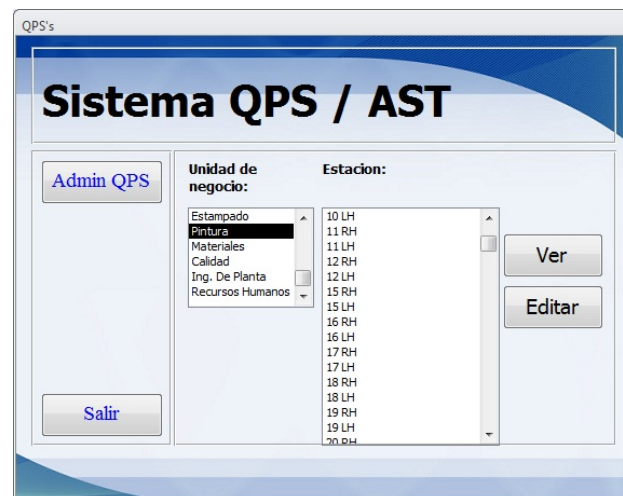 QPS's
Sistema QPS / AST
Admin QPS
Salir
Unidad de
negocio:
Estampado
Pintura
Materiales
Calidad
Ing. De Planta
Recursos Humanos
Estacion:
10 LH
11 RH
11 LH
12 RH
12 LH
15 RH
15 LH
16 RH
16 LH
17 RH
17 LH
18 RH
18 LH
19 RH
19 LH
20 RH
Ver
Editar